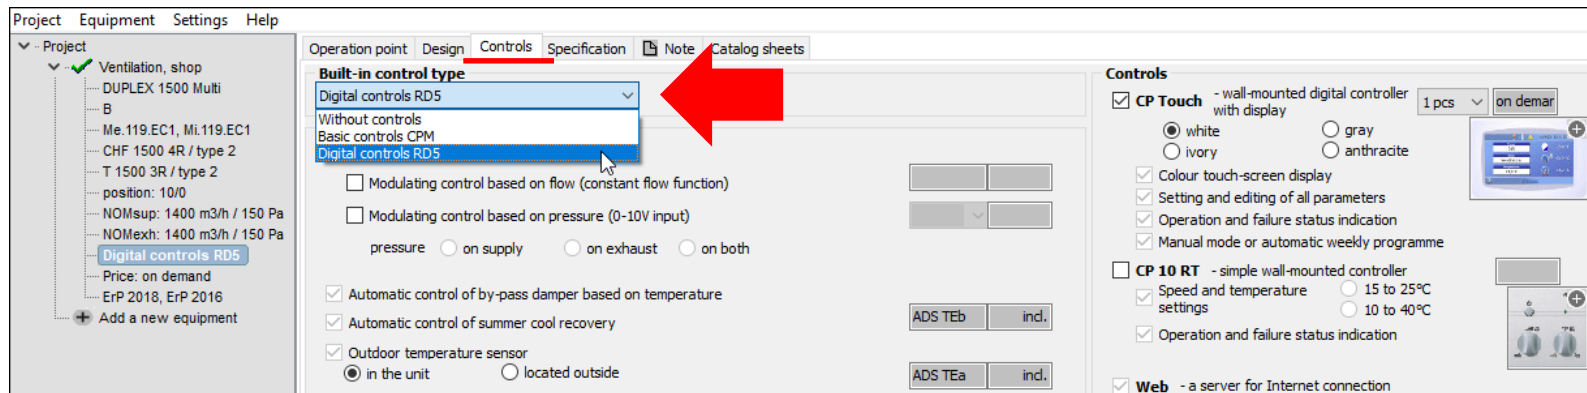 Project Equipment Settings Help
Project
Ventilation, shop
DUPLEX 1500 Multi
B
Me.119.EC1, Mi.119.EC1
CHF 1500 4R / type 2
T 1500 3R / type 2
position: 10/0
NOMsup: 1400 m3/h / 150 Pa
NOMexh: 1400 m3/h / 150 Pa
Digital controls RD5
Price: on demand
ErP 2018, ErP 2016
Add a new equipment
Operation point Design Controls Specification Note Catalog sheets
Built-in control type
Digital controls RD5
Without controls
Basic controls CPM
Digital controls RD5
Modulating control based on flow (constant flow function)
Modulating control based on pressure (0-10V input)
pressure on supply on exhaust on both
Automatic control of by-pass damper based on temperature
Automatic control of summer cool recovery
ADS TEb incl.
Outdoor temperature sensor
in the unit located outside
ADS TEa incl.
Controls
CP Touch - wall-mounted digital controller with display
1 pcs on demar
white gray
ivory anthracite
Colour touch-screen display
Setting and editing of all parameters
Operation and failure status indication
Manual mode or automatic weekly programme
CP 10 RT - simple wall-mounted controller
Speed and temperature settings
15 to 25°C
10 to 40°C
Operation and failure status indication
Web - a server for Internet connection